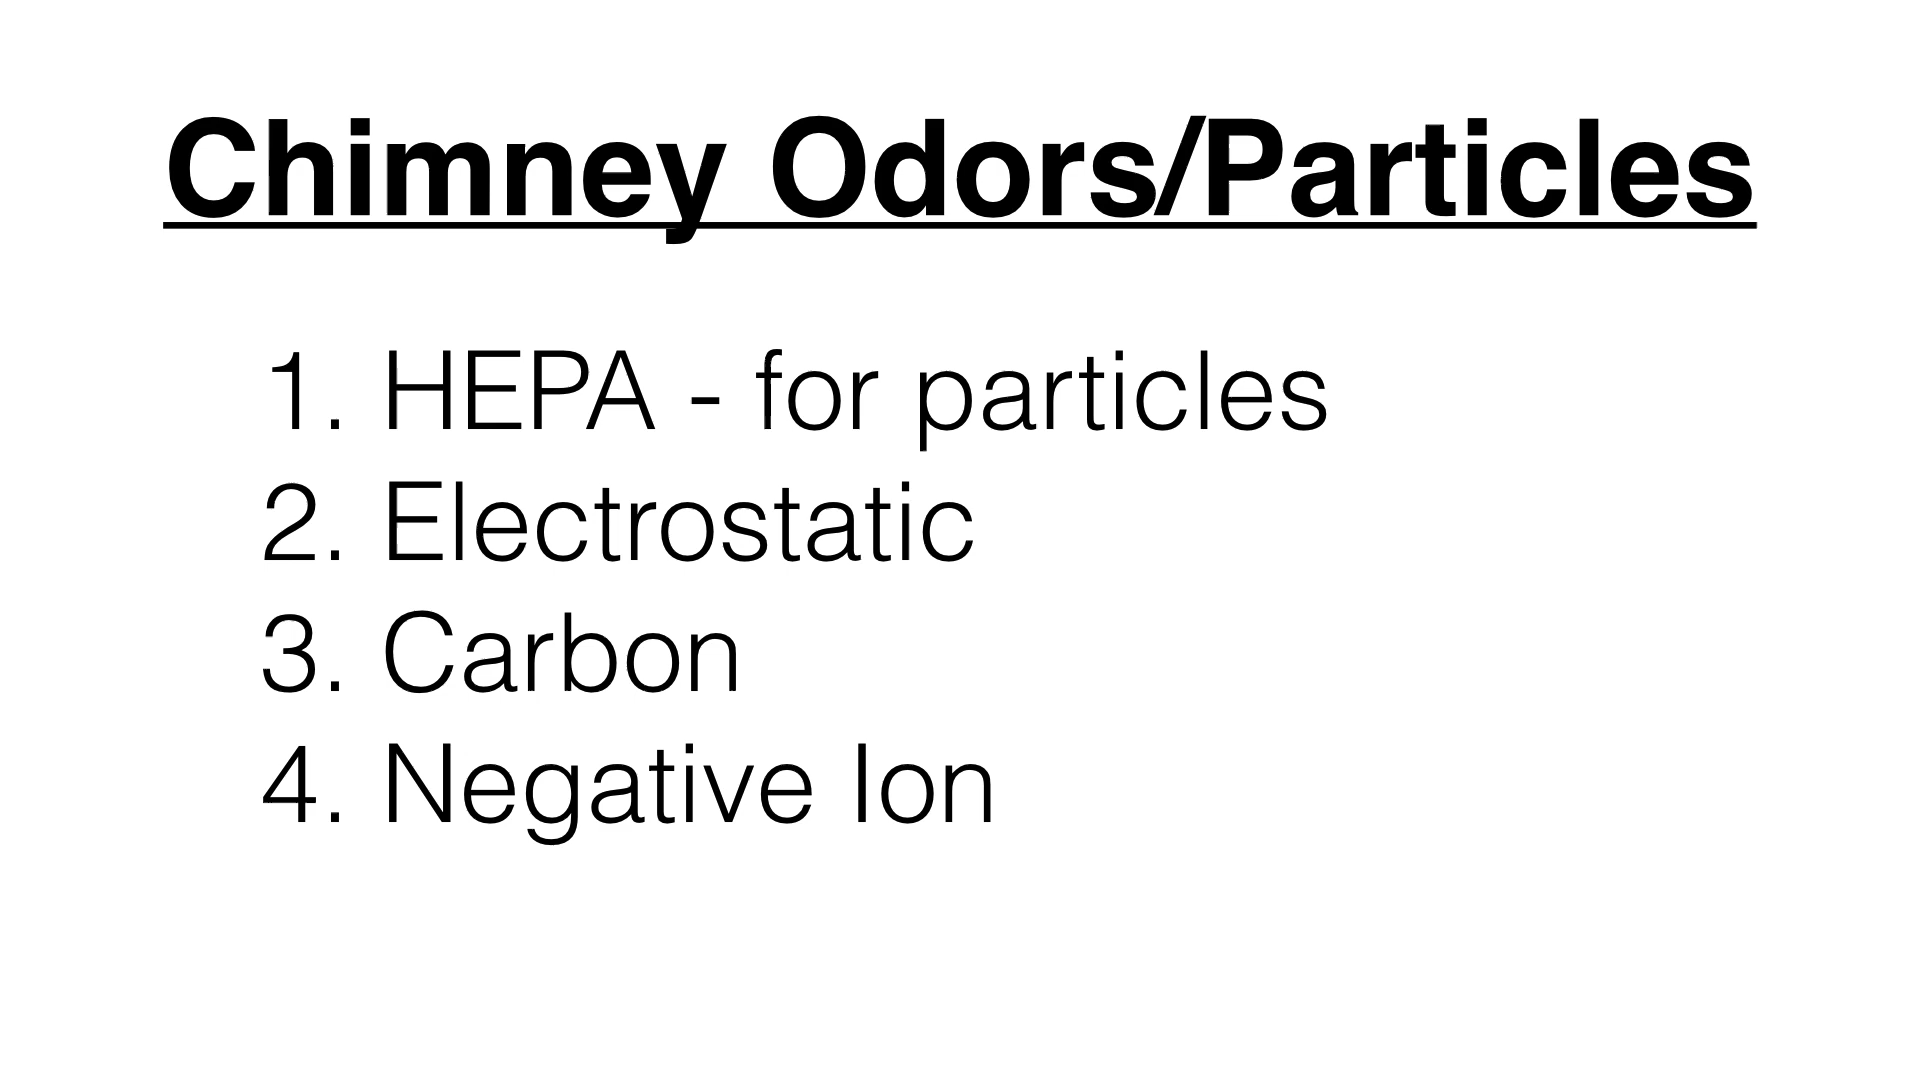 Chimney Odors/Particles
1. HEPA - for particles
2. Electrostatic
3. Carbon
4. Negative Ion